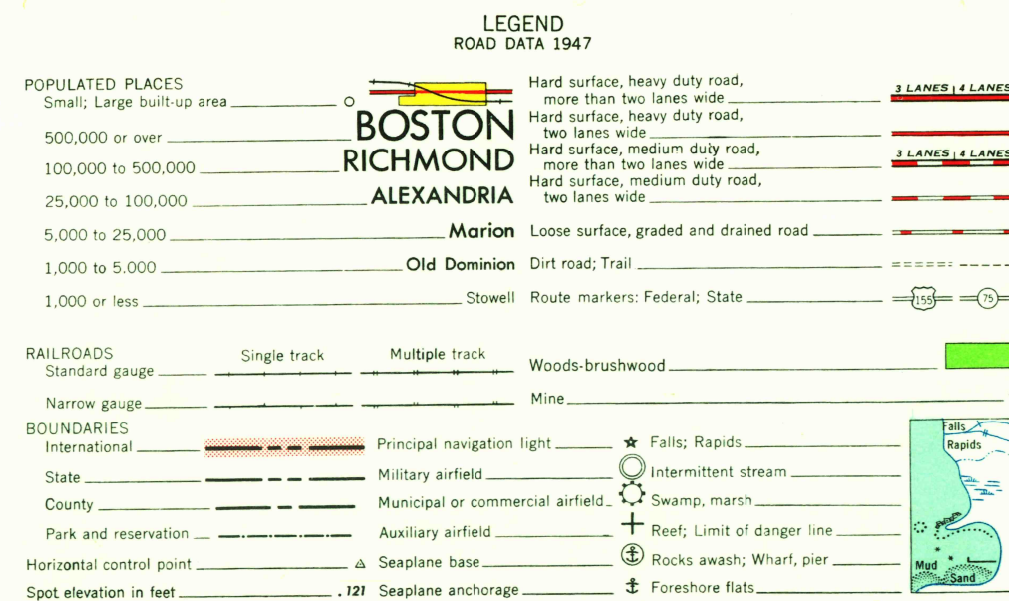 LEGEND
ROAD DATA 1947
POPULATED PLACES
Small; Large built-up area
500,000 or over
BOSTON
100,000 to 500,000
RICHMOND
25,000 to 100,000
ALEXANDRIA
5,000 to 25,000
Marion
1,000 to 5.000
Old Dominion
1,000 or less
Stowell
Hard surface, heavy duty road,
more than two lanes wide
3 LANES 4 LANES
Hard surface, heavy duty road,
two lanes wide
Hard surface, medium duty road,
more than two lanes wide
3 LANES 4 LANES
Hard surface, medium duty road,
two lanes wide
Loose surface, graded and drained road
Dirt road; Trail
Route markers: Federal; State
155
75
RAILROADS
Single track
Multiple track
Standard gauge
Narrow gauge
Woods-brushwood
Mine
BOUNDARIES
International
State
County
Park and reservation
Horizontal control point
Spot elevation in feet
.121
Principal navigation light
Military airfield
Municipal or commercial airfield
Auxiliary airfield
Seaplane base
Seaplane anchorage
Falls; Rapids
Intermittent stream
Swamp, marsh
Reef; Limit of danger line
Rocks awash; Wharf, pier
Foreshore flats
Falls
Rapids
Mud
Sand